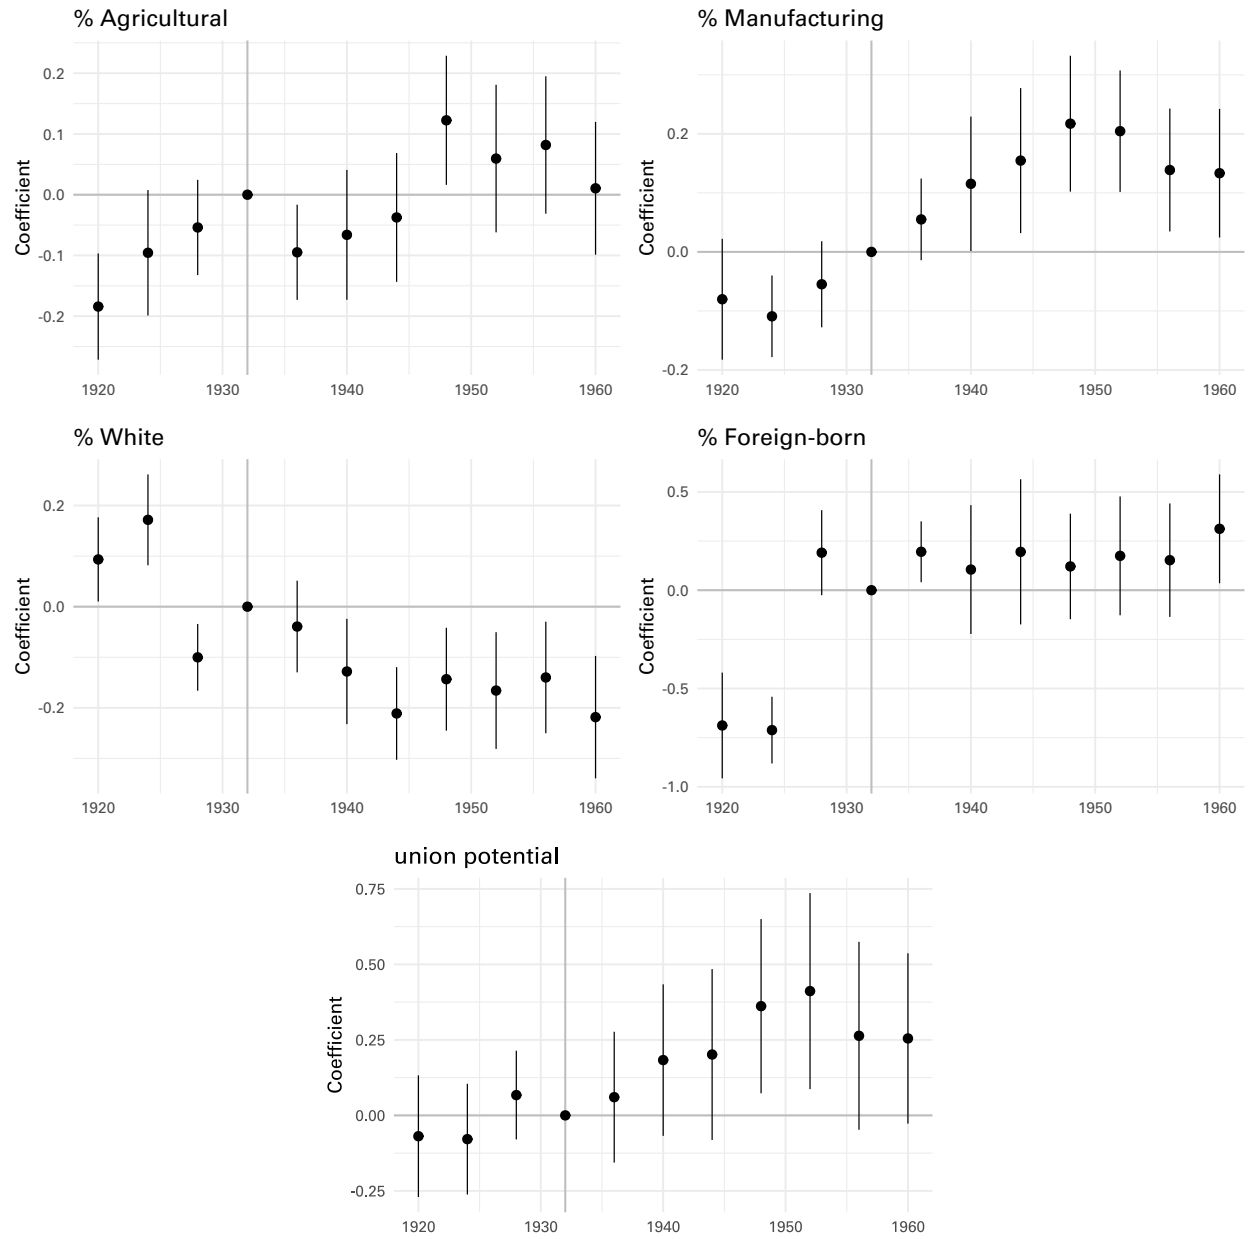 % Agricultural
Coefficient
0.2
0.1
0.0
-0.1
-0.2
1920 1930 1940 1950 1960
% Manufacturing
Coefficient
0.2
0.0
-0.2
1920 1930 1940 1950 1960
% White
Coefficient
0.2
0.0
-0.2
1920 1930 1940 1950 1960
% Foreign-born
Coefficient
0.5
0.0
-0.5
-1.0
1920 1930 1940 1950 1960
union potential
Coefficient
0.75
0.50
0.25
0.00
-0.25
1920 1930 1940 1950 1960